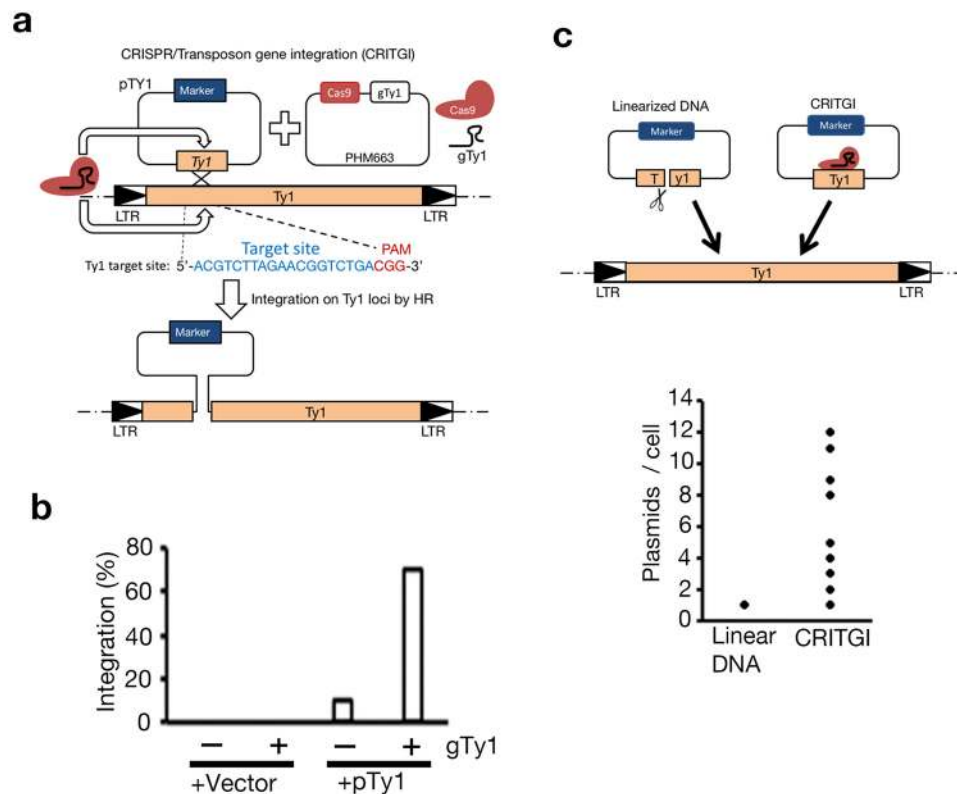 a
CRISPR/Transposon gene integration (CRITGI)
pTY1
Marker
Cas9
gTy1
Cas9
gTy1
Ty1
PHM663
Ty1
LTR
LTR
Target site
PAM
Ty1 target site: 5'-ACGTCTTAGAACGGTCTGACGG-3'
Integration on Ty1 loci by HR
Marker
Ty1
LTR
LTR
b
Integration (%)
80
60
40
20
0
− + − + gTy1
+Vector +pTy1
c
Linearized DNA
CRITGI
Marker
Marker
T y1
Ty1
Ty1
LTR
LTR
Plasmids / cell
14
12
10
8
6
4
2
0
Linear DNA
CRITGI